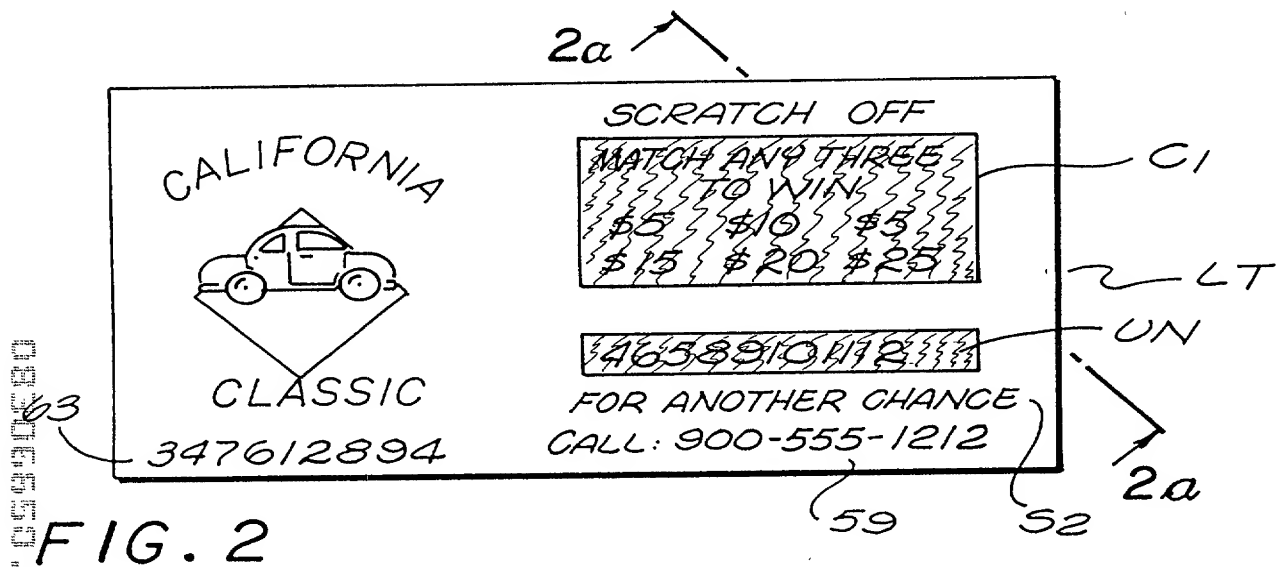 2a
SCRATCH OFF
CALIFORNIA
MATCH ANY THREE
TO WIN
$5 $10 $5
$15 $20 $25
C1
LT
46589101112
UN
CLASSIC
FOR ANOTHER CHANCE
63
347612894
CALL: 900-555-1212
2a
59
S2
FIG. 2